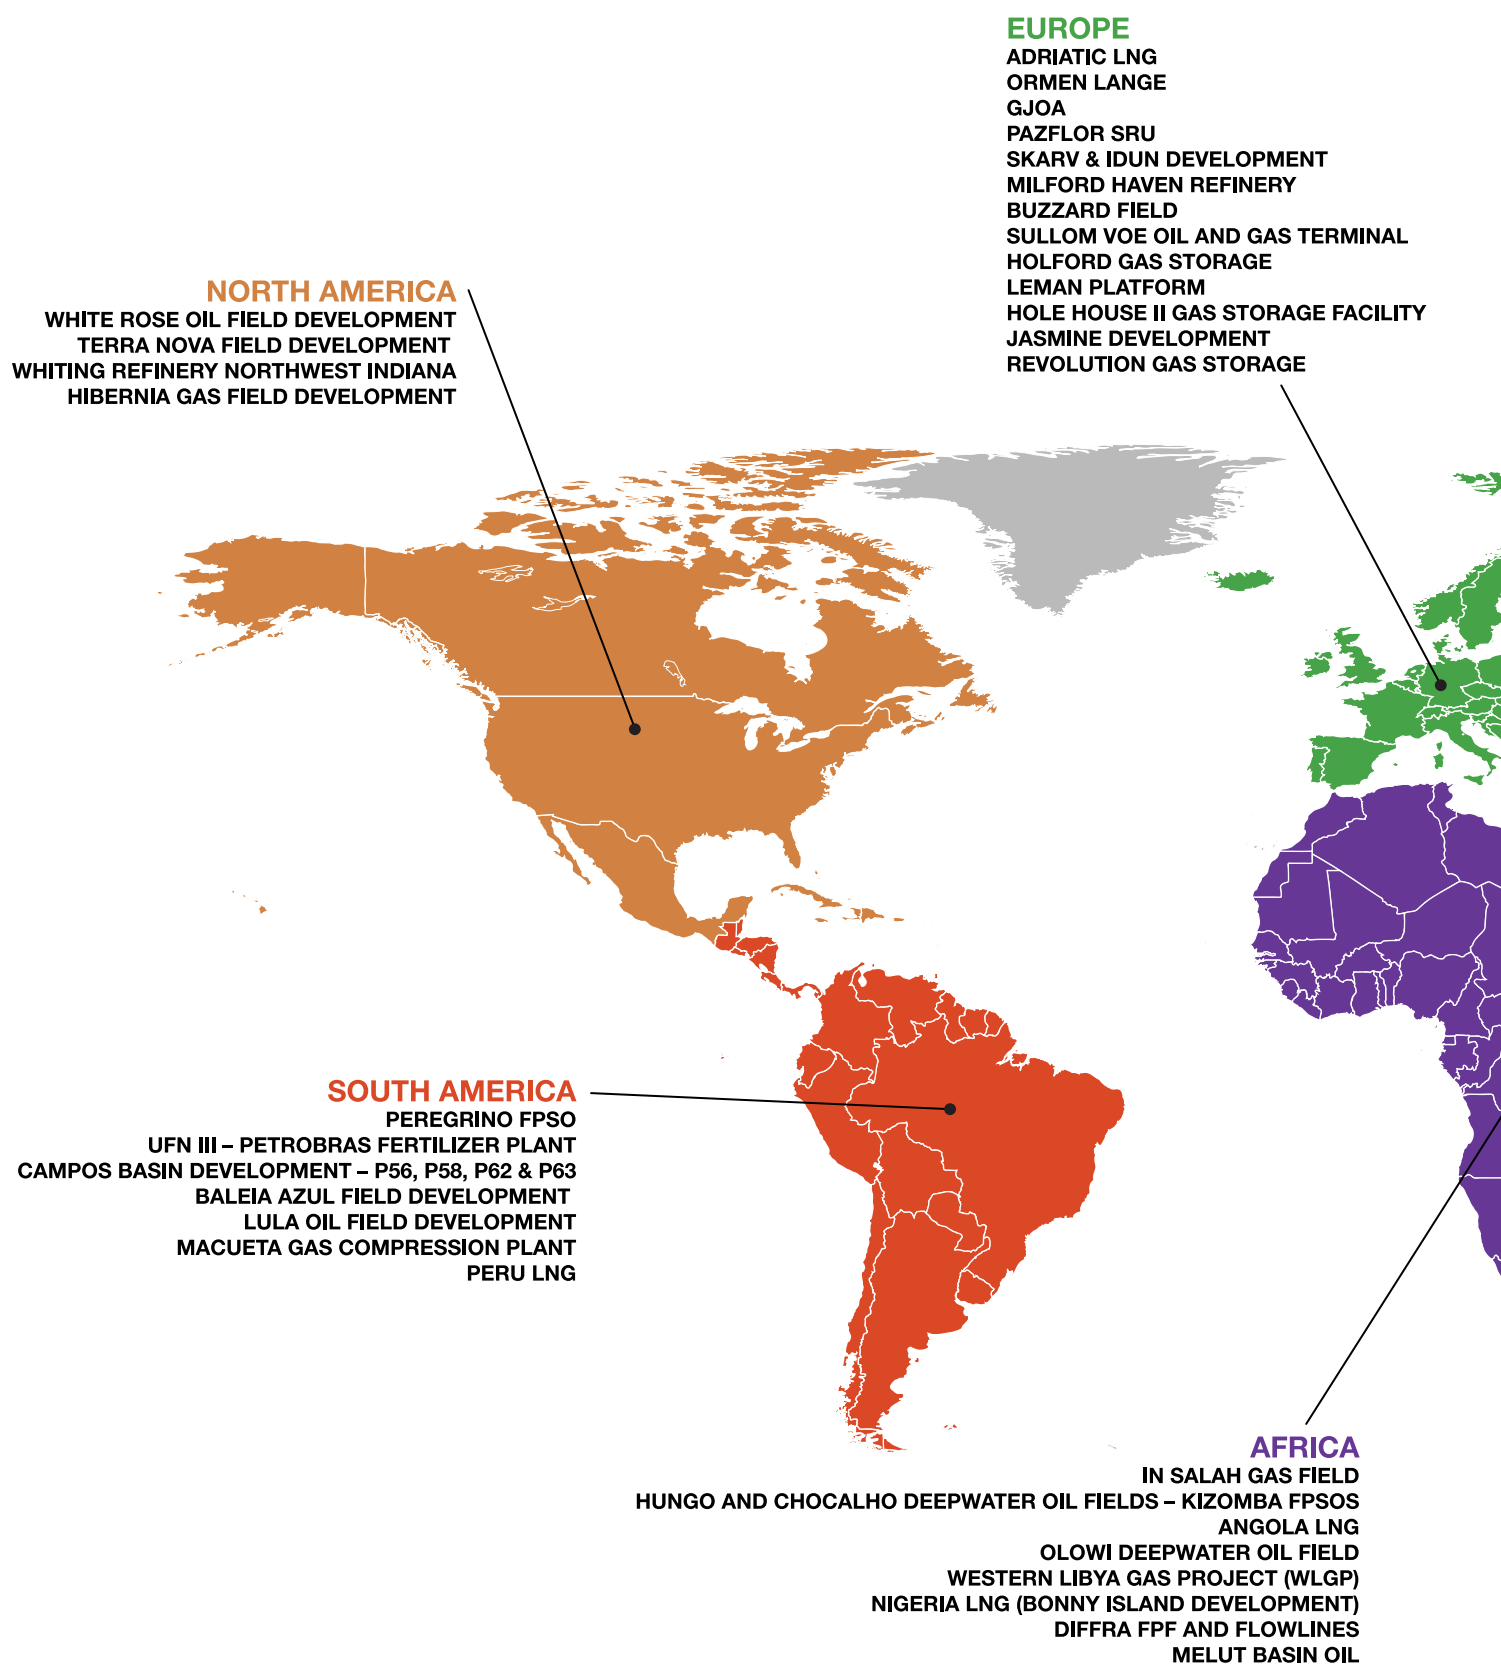 EUROPE
ADRIATIC LNG
ORMEN LANGE
GJOA
PAZFLOR SRU
SKARV & IDUN DEVELOPMENT
MILFORD HAVEN REFINERY
BUZZARD FIELD
SULLOM VOE OIL AND GAS TERMINAL
HOLFORD GAS STORAGE
LEMAN PLATFORM
HOLE HOUSE II GAS STORAGE FACILITY
JASMINE DEVELOPMENT
REVOLUTION GAS STORAGE
NORTH AMERICA
WHITE ROSE OIL FIELD DEVELOPMENT
TERRA NOVA FIELD DEVELOPMENT
WHITING REFINERY NORTHWEST INDIANA
HIBERNIA GAS FIELD DEVELOPMENT
SOUTH AMERICA
PEREGRINO FPSO
UFN III – PETROBRAS FERTILIZER PLANT
CAMPOS BASIN DEVELOPMENT – P56, P58, P62 & P63
BALEIA AZUL FIELD DEVELOPMENT
LULA OIL FIELD DEVELOPMENT
MACUETA GAS COMPRESSION PLANT
PERU LNG
AFRICA
IN SALAH GAS FIELD
HUNGO AND CHOCALHO DEEPWATER OIL FIELDS – KIZOMBA FPSOS
ANGOLA LNG
OLOWI DEEPWATER OIL FIELD
WESTERN LIBYA GAS PROJECT (WLGP)
NIGERIA LNG (BONNY ISLAND DEVELOPMENT)
DIFFRA FPF AND FLOWLINES
MELUT BASIN OIL